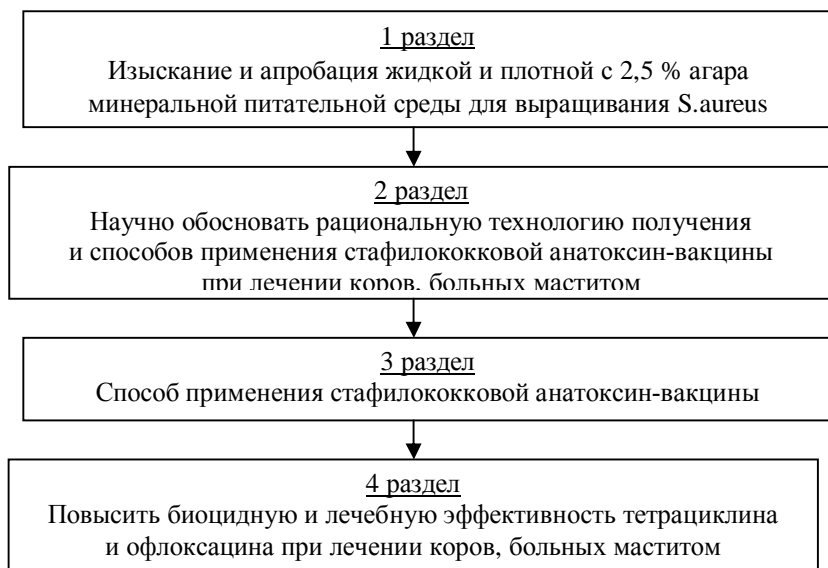 1 раздел
Изыскание и апробация жидкой и плотной с 2,5 % агара
минеральной питательной среды для выращивания S.aureus
2 раздел
Научно обосновать рациональную технологию получения
и способов применения стафилококковой анатоксин-вакцины
при лечении коров, больных маститом
3 раздел
Способ применения стафилококковой анатоксин-вакцины
4 раздел
Повысить биоцидную и лечебную эффективность тетрациклина
и офлоксацина при лечении коров, больных маститом